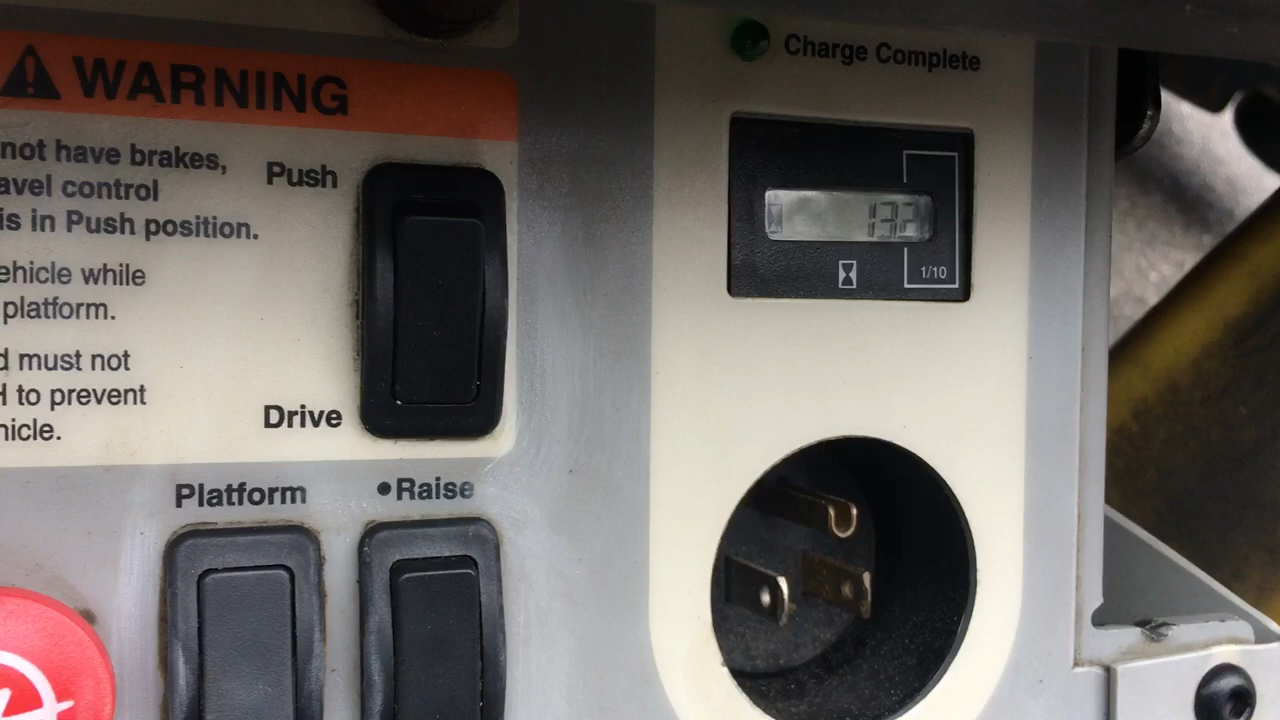 WARNING
not have brakes,
avel control
is in Push position.
ehicle while
platform.
d must not
H to prevent
hicle.
Push
Drive
Platform
Raise
Charge Complete
132
1/10